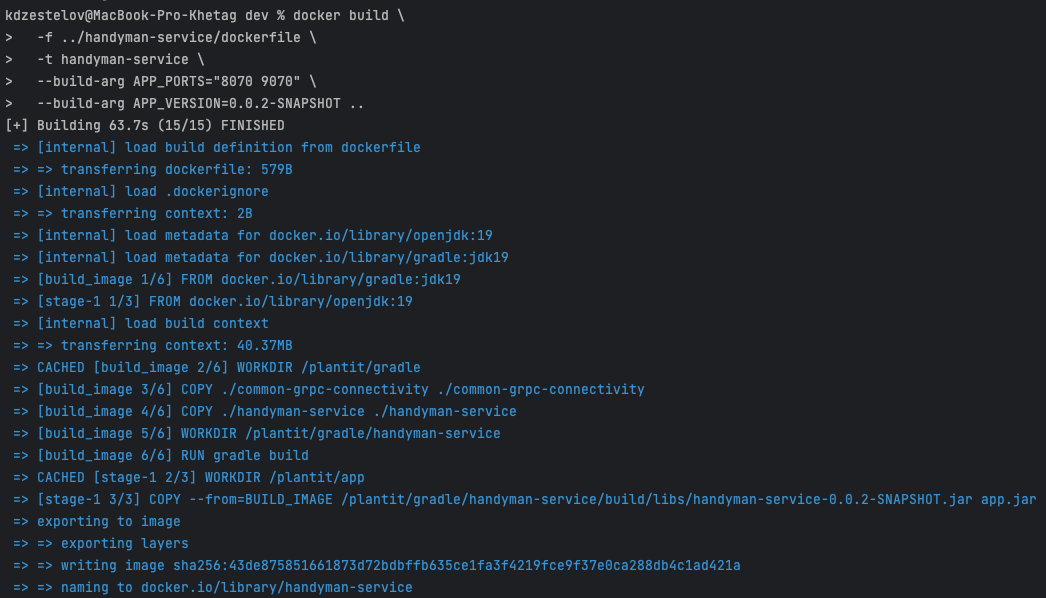 kdzestelov@MacBook-Pro-Khetag dev % docker build \
>   -f ../handyman-service/dockerfile \
>   -t handyman-service \
>   --build-arg APP_PORTS="8070 9070" \
>   --build-arg APP_VERSION=0.0.2-SNAPSHOT ..
[+] Building 63.7s (15/15) FINISHED
 => [internal] load build definition from dockerfile
 => => transferring dockerfile: 579B
 => [internal] load .dockerignore
 => => transferring context: 2B
 => [internal] load metadata for docker.io/library/openjdk:19
 => [internal] load metadata for docker.io/library/gradle:jdk19
 => [build_image 1/6] FROM docker.io/library/gradle:jdk19
 => [stage-1 1/3] FROM docker.io/library/openjdk:19
 => [internal] load build context
 => => transferring context: 40.37MB
 => CACHED [build_image 2/6] WORKDIR /plantit/gradle
 => [build_image 3/6] COPY ./common-grpc-connectivity ./common-grpc-connectivity
 => [build_image 4/6] COPY ./handyman-service ./handyman-service
 => [build_image 5/6] WORKDIR /plantit/gradle/handyman-service
 => [build_image 6/6] RUN gradle build
 => CACHED [stage-1 2/3] WORKDIR /plantit/app
 => [stage-1 3/3] COPY --from=BUILD_IMAGE /plantit/gradle/handyman-service/build/libs/handyman-service-0.0.2-SNAPSHOT.jar app.jar
 => exporting to image
 => => exporting layers
 => => writing image sha256:43de875851661873d72bdbffb635ce1fa3f4219fce9f37e0ca288db4c1ad421a
 => => naming to docker.io/library/handyman-service